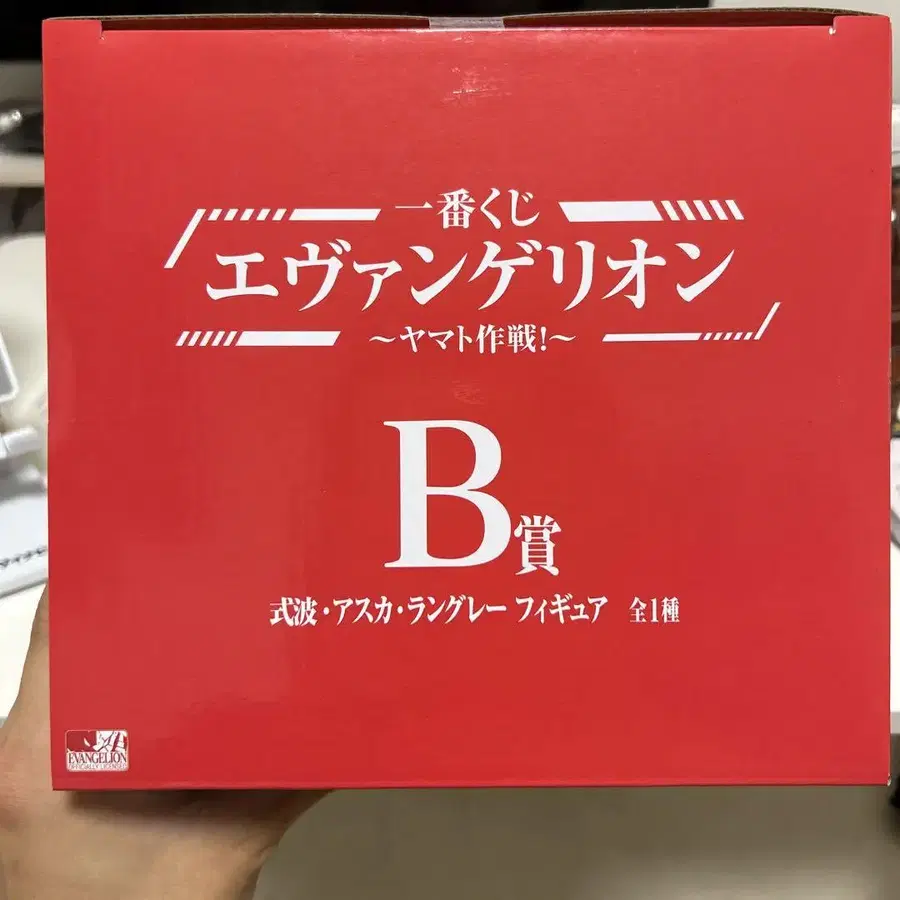 一番くじ
エヴァンゲリオン
～ヤマト作戦!～
B賞
式波・アスカ・ラングレー フィギュア 全1種
EVANGELION
OFFICIALLY LICENSED